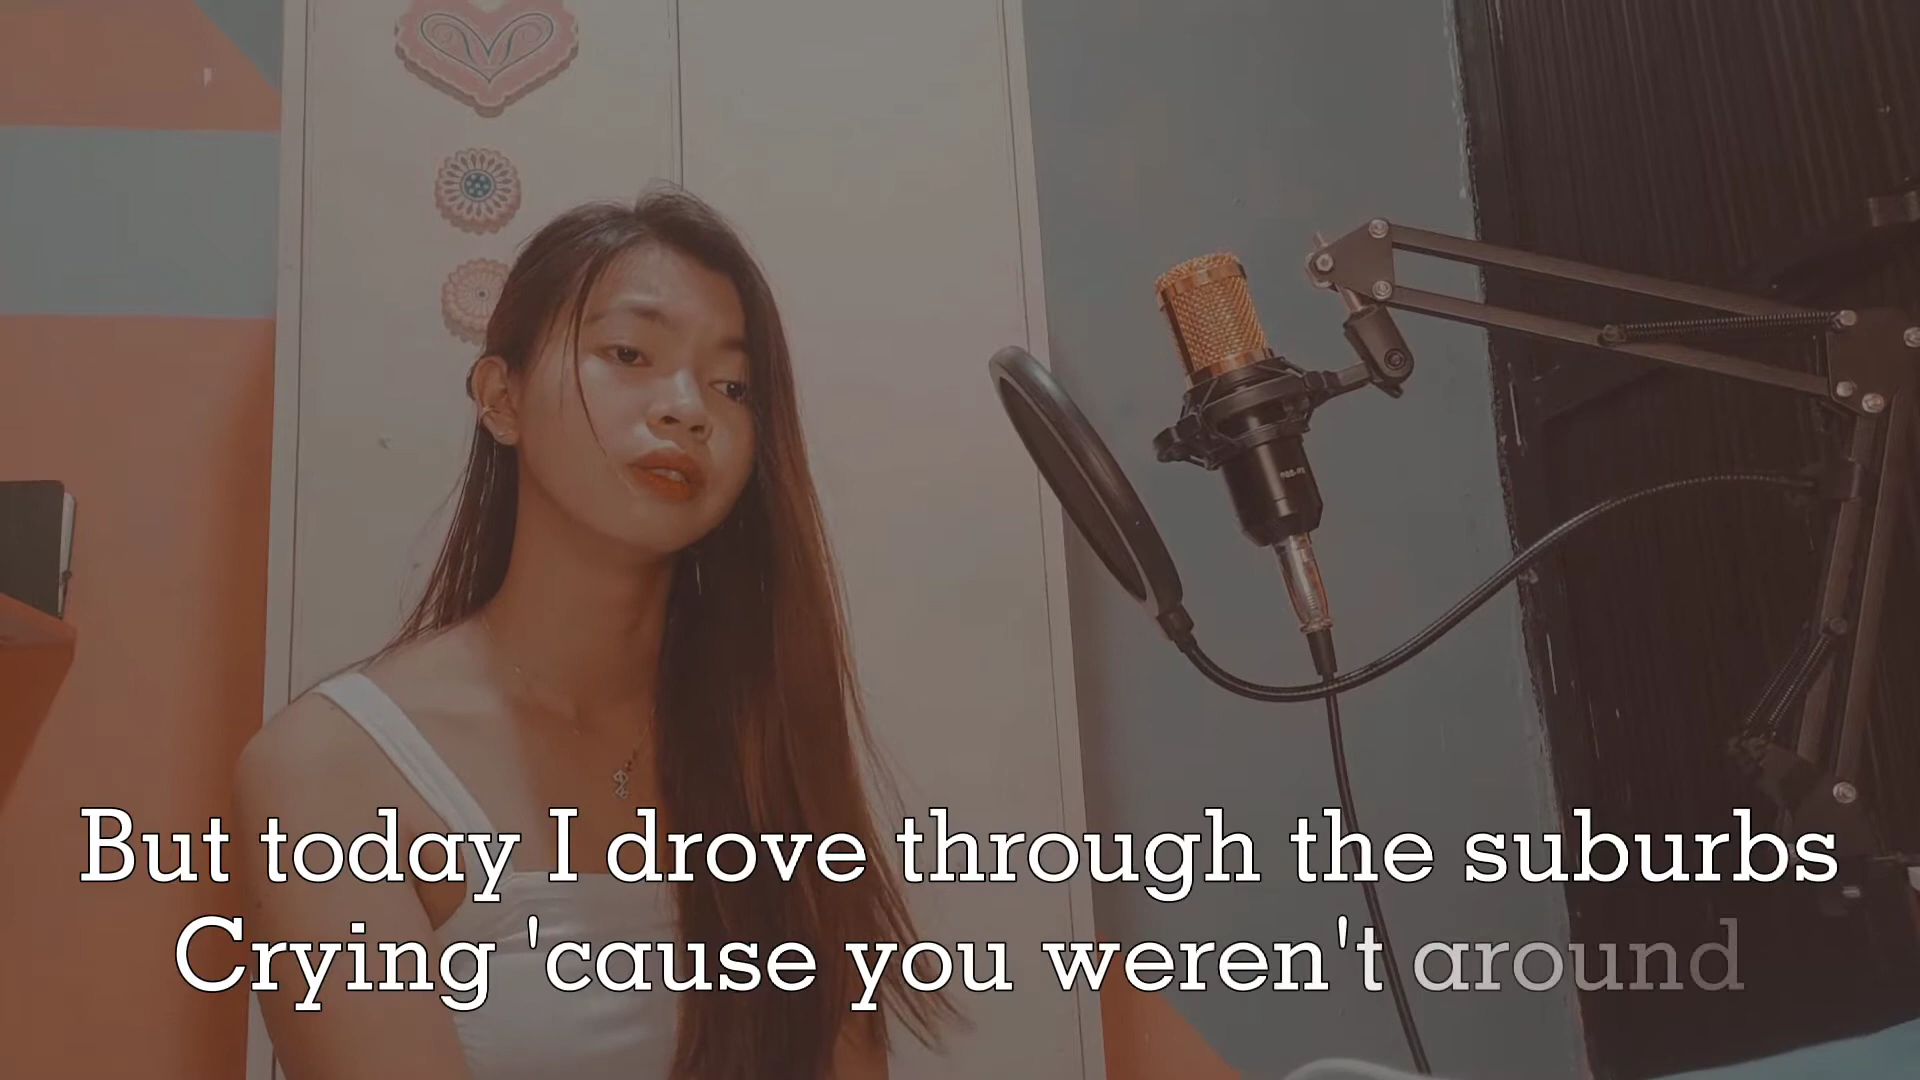 But today I drove through the suburbs
Crying 'cause you weren't around